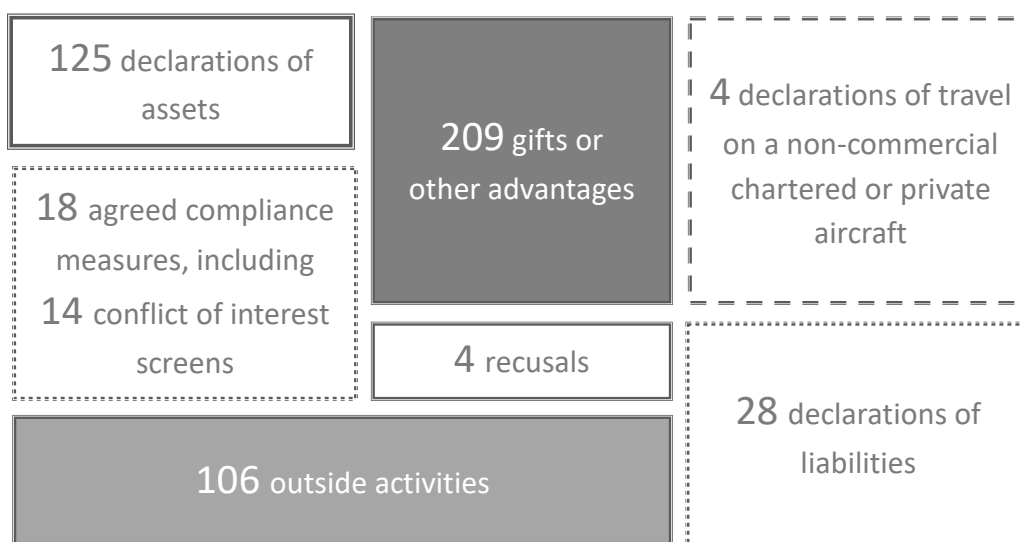 125 declarations of
assets
18 agreed compliance
measures, including
14 conflict of interest
screens
209 gifts or
other advantages
4 recusals
4 declarations of travel
on a non-commercial
chartered or private
aircraft
28 declarations of
liabilities
106 outside activities